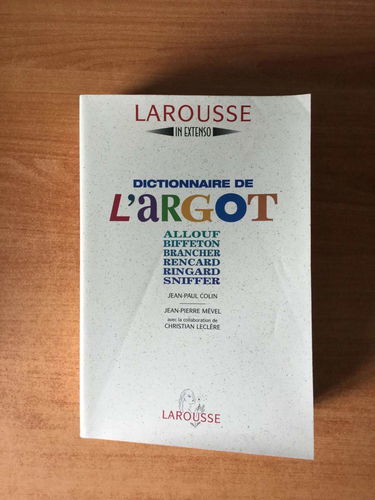 LAROUSSE
IN EXTENSO
DICTIONNAIRE DE
L'ARGOT
ALLOUF
BIFFETON
BRANCHER
RENCARD
RINGARD
SNIFFER
JEAN-PAUL COLIN
JEAN-PIERRE MÉVEL
avec la collaboration de
CHRISTIAN LECLÈRE
LAROUSSE